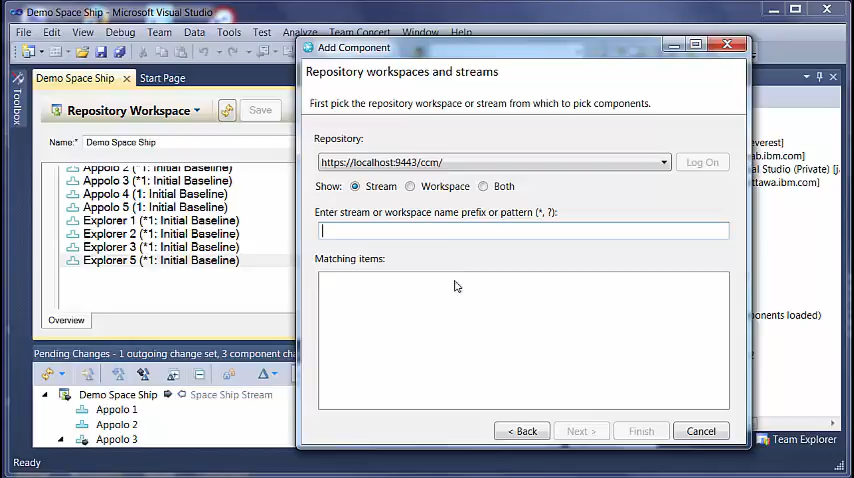 Demo Space Ship - Microsoft Visual Studio
File Edit View Debug Team Data Tools Test Analyze Team Concert Window Help
Add Component
Repository workspaces and streams
First pick the repository workspace or stream from which to pick components.
Repository:
https://localhost:9443/ccm/
Log On
Show: Stream Workspace Both
Enter stream or workspace name prefix or pattern (*, ?):
Matching items:
< Back Next > Finish Cancel
Demo Space Ship Start Page
Toolbox
Repository Workspace Save
Name:* Demo Space Ship
Appolo 2 (*1: Initial Baseline)
Appolo 3 (*1: Initial Baseline)
Appolo 4 (1: Initial Baseline)
Appolo 5 (1: Initial Baseline)
Explorer 1 (*1: Initial Baseline)
Explorer 2 (*1: Initial Baseline)
Explorer 3 (*1: Initial Baseline)
Explorer 5 (*1: Initial Baseline)
Overview
Pending Changes - 1 outgoing change set, 3 component cha
Demo Space Ship Space Ship Stream
Appolo 1
Appolo 2
Appolo 3
everest]
ab.ibm.com]
tudio (Private) [j
ttawa.ibm.com]
onents loaded)
Team Explorer
Ready